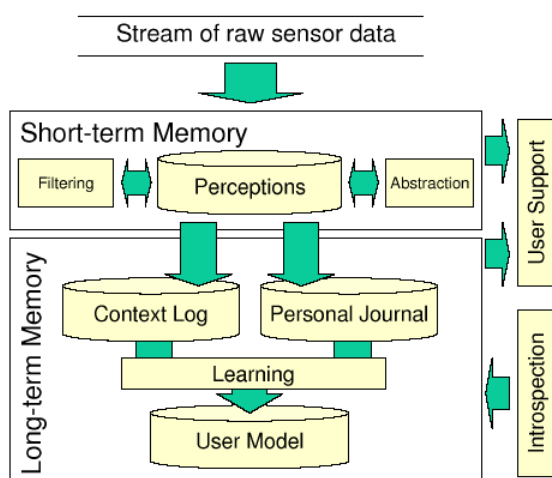 Stream of raw sensor data
Short-term Memory
Filtering
Perceptions
Abstraction
User Support
Long-term Memory
Context Log
Personal Journal
Learning
User Model
Introspection